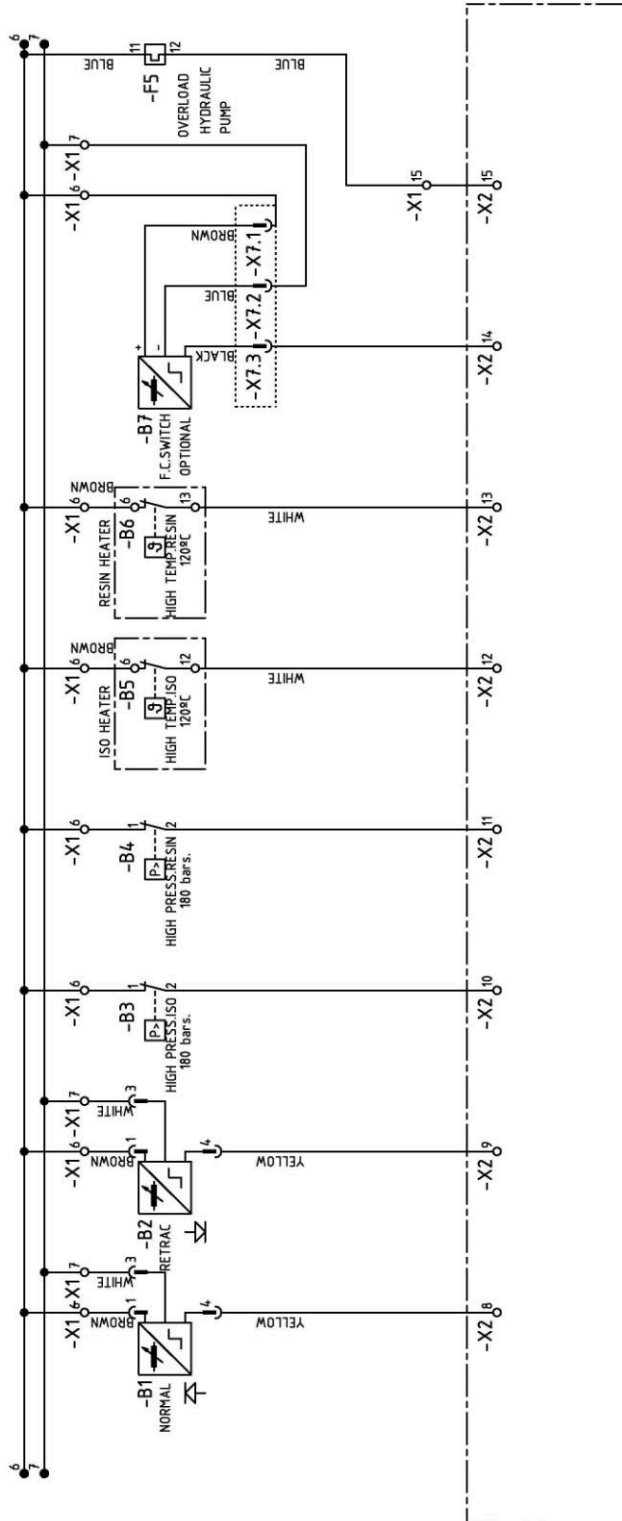 6
7
-X1 6
BROWN
1
-X1 7
WHITE
3
-B1
NORMAL
4
YELLOW
-X2 8
-X1 6
BROWN
1
-X1 7
WHITE
3
-B2
RETRAC
4
YELLOW
-X2 9
-X1 6
-B3
1
2
P>
HIGH PRESS.ISO
180 bars.
-X2 10
-X1 6
-B4
1
2
P>
HIGH PRESS.RESIN
180 bars.
-X2 11
-X1 6
BROWN
ISO HEATER
-B5
6
12
ϑ
HIGH TEMP.ISO
120ºC
WHITE
-X2 12
-X1 6
BROWN
RESIN HEATER
-B6
6
13
ϑ
HIGH TEMP.RESIN
120ºC
WHITE
-X2 13
-B7
F.C.SWITCH
OPTIONAL
+
-
BLACK
BLUE
BROWN
-X7.3
-X7.2
-X7.1
-X2 14
-X1 6
-X1 7
BLUE
11
12
-F5
OVERLOAD
HYDRAULIC
PUMP
BLUE
-X1 15
-X2 15
6
7